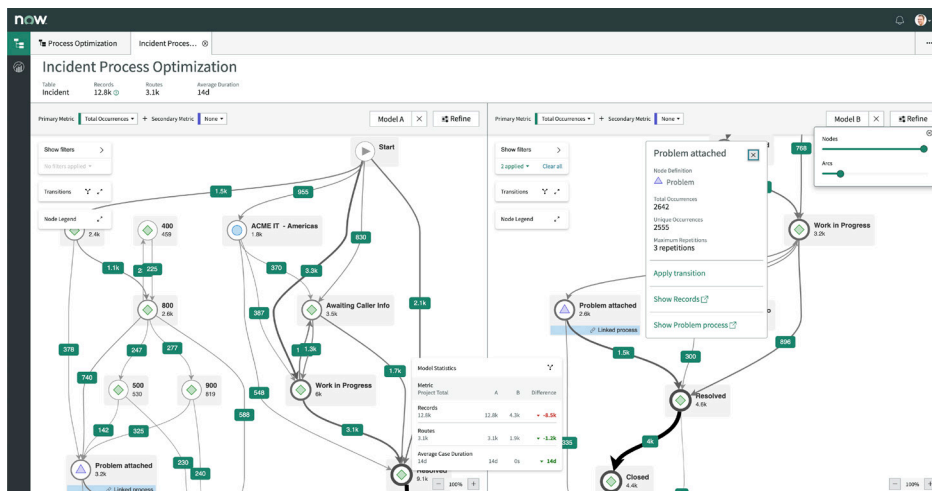 now.
Process Optimization
Incident Proces...
Incident Process Optimization
Table
Incident
Records
12.8k
Routes
3.1k
Average Duration
14d
Primary Metric
Total Occurrences
+ Secondary Metric
None
Model A
Refine
Show filters
No filters applied
Transitions
Node Legend
Start
1.5k
955
2.4k
400
459
ACME IT - Americas
1.8k
830
1.1k
225
370
3.3k
2.1k
800
2.6k
Awaiting Caller Info
3.5k
387
378
247
277
1.3k
740
1.7k
500
530
900
619
548
Work in Progress
6k
588
142
325
3.1k
230
240
Problem attached
3.2k
Linked process
Resolved
9.1k
100%
Model Statistics
Metric
Project Total
A
B
Difference
Records
12.8k
12.8k
4.3k
-8.5k
Routes
3.1k
3.1k
1.9k
-1.2k
Average Case Duration
14d
14d
0s
14d
Primary Metric
Total Occurrences
+ Secondary Metric
None
Model B
Refine
Show filters
2 applied
Clear all
Transitions
Node Legend
Nodes
Arcs
768
Problem attached
Node Definition
Problem
Total Occurrences
2642
Unique Occurrences
2555
Maximum Repetitions
3 repetitions
Apply transition
Show Records
Show Problem process
Work in Progress
3.2k
Problem attached
2.6k
Linked process
896
1.5k
300
Resolved
4.6k
335
4k
Closed
4.4k
100%